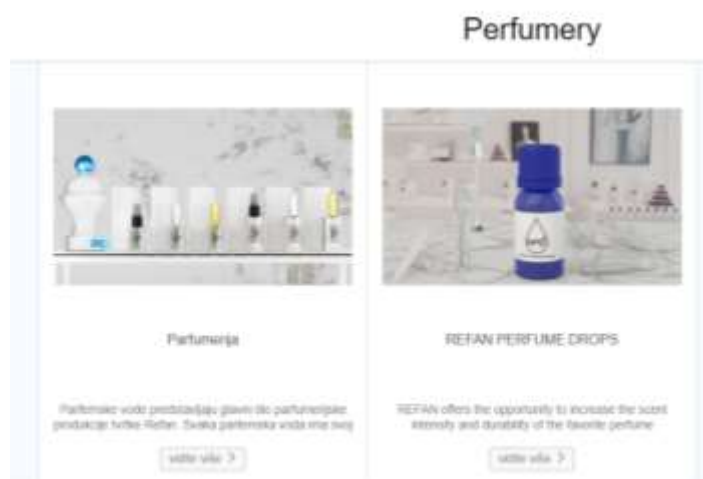 Perfumery
Parfumerija
REFAN PERFUME DROPS
Parfemske vode predstavljaju glavni dio parfumerijske
produkcije tvrtke Refan. Svaka parfemska voda ima svoj
REFAN offers the opportunity to increase the scent
intensity and durability of the favorite perfume
vidite više >
vidite više >